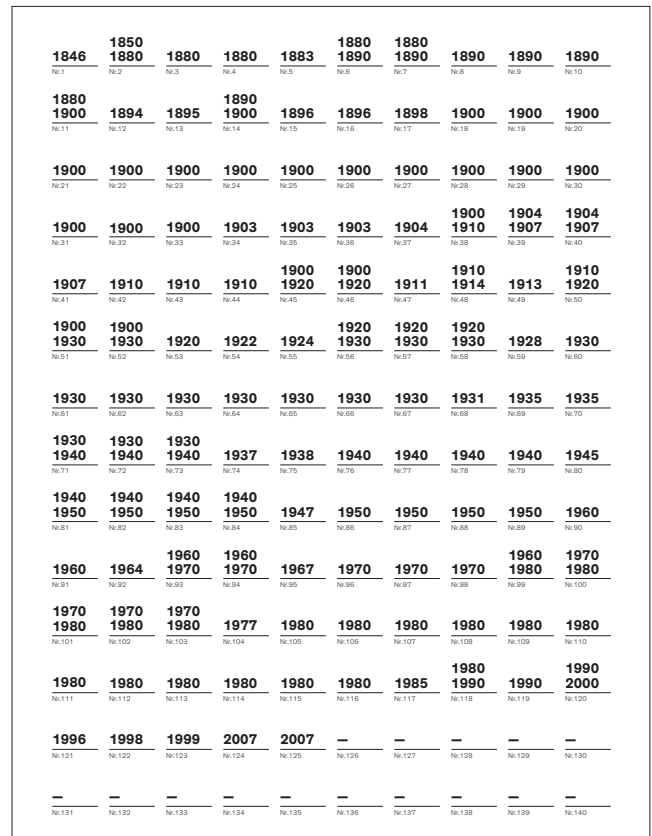 1850 1880 1880
1846 1880 1880 1880 1883 1890 1890 1890 1890 1890
Nr.1 Nr.2 Nr.3 Nr.4 Nr.5 Nr.6 Nr.7 Nr.8 Nr.9 Nr.10
1880 1890
1900 1894 1895 1900 1896 1896 1898 1900 1900 1900
Nr.11 Nr.12 Nr.13 Nr.14 Nr.15 Nr.16 Nr.17 Nr.18 Nr.19 Nr.20
1900 1900 1900 1900 1900 1900 1900 1900 1900 1900
Nr.21 Nr.22 Nr.23 Nr.24 Nr.25 Nr.26 Nr.27 Nr.28 Nr.29 Nr.30
1900 1904 1904
1900 1900 1900 1903 1903 1903 1904 1910 1907 1907
Nr.31 Nr.32 Nr.33 Nr.34 Nr.35 Nr.36 Nr.37 Nr.38 Nr.39 Nr.40
1900 1900 1910 1910
1907 1910 1910 1910 1920 1920 1911 1914 1913 1920
Nr.41 Nr.42 Nr.43 Nr.44 Nr.45 Nr.46 Nr.47 Nr.48 Nr.49 Nr.50
1900 1900 1920 1920 1920
1930 1930 1920 1922 1924 1930 1930 1930 1928 1930
Nr.51 Nr.52 Nr.53 Nr.54 Nr.55 Nr.56 Nr.57 Nr.58 Nr.59 Nr.60
1930 1930 1930 1930 1930 1930 1930 1931 1935 1935
Nr.61 Nr.62 Nr.63 Nr.64 Nr.65 Nr.66 Nr.67 Nr.68 Nr.69 Nr.70
1930 1930 1930
1940 1940 1940 1937 1938 1940 1940 1940 1940 1945
Nr.71 Nr.72 Nr.73 Nr.74 Nr.75 Nr.76 Nr.77 Nr.78 Nr.79 Nr.80
1940 1940 1940 1940
1950 1950 1950 1950 1947 1950 1950 1950 1950 1960
Nr.81 Nr.82 Nr.83 Nr.84 Nr.85 Nr.86 Nr.87 Nr.88 Nr.89 Nr.90
1960 1960 1960 1970
1960 1964 1970 1970 1967 1970 1970 1970 1980 1980
Nr.91 Nr.92 Nr.93 Nr.94 Nr.95 Nr.96 Nr.97 Nr.98 Nr.99 Nr.100
1970 1970 1970
1980 1980 1980 1977 1980 1980 1980 1980 1980 1980
Nr.101 Nr.102 Nr.103 Nr.104 Nr.105 Nr.106 Nr.107 Nr.108 Nr.109 Nr.110
1980 1990
1980 1980 1980 1980 1980 1980 1985 1990 1990 2000
Nr.111 Nr.112 Nr.113 Nr.114 Nr.115 Nr.116 Nr.117 Nr.118 Nr.119 Nr.120
1996 1998 1999 2007 2007 – – – – –
Nr.121 Nr.122 Nr.123 Nr.124 Nr.125 Nr.126 Nr.127 Nr.128 Nr.129 Nr.130
– – – – – – – – – –
Nr.131 Nr.132 Nr.133 Nr.134 Nr.135 Nr.136 Nr.137 Nr.138 Nr.139 Nr.140